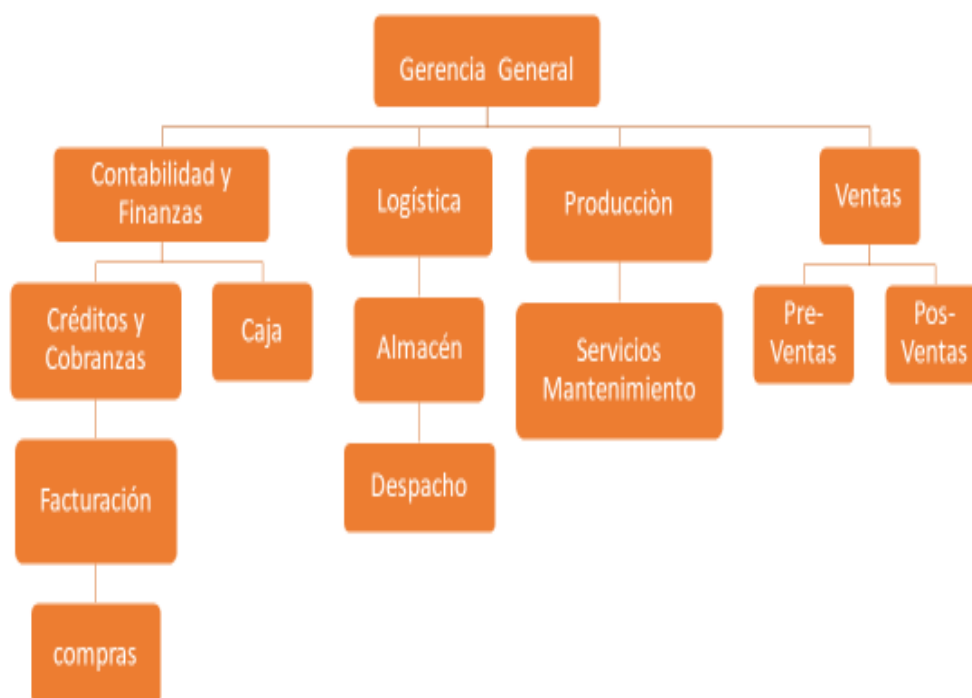 Gerencia General
Contabilidad y
Finanzas
Logística
Producciòn
Ventas
Créditos y
Cobranzas
Caja
Almacén
Servicios
Mantenimiento
Pre-
Ventas
Pos-
Ventas
Facturación
Despacho
compras